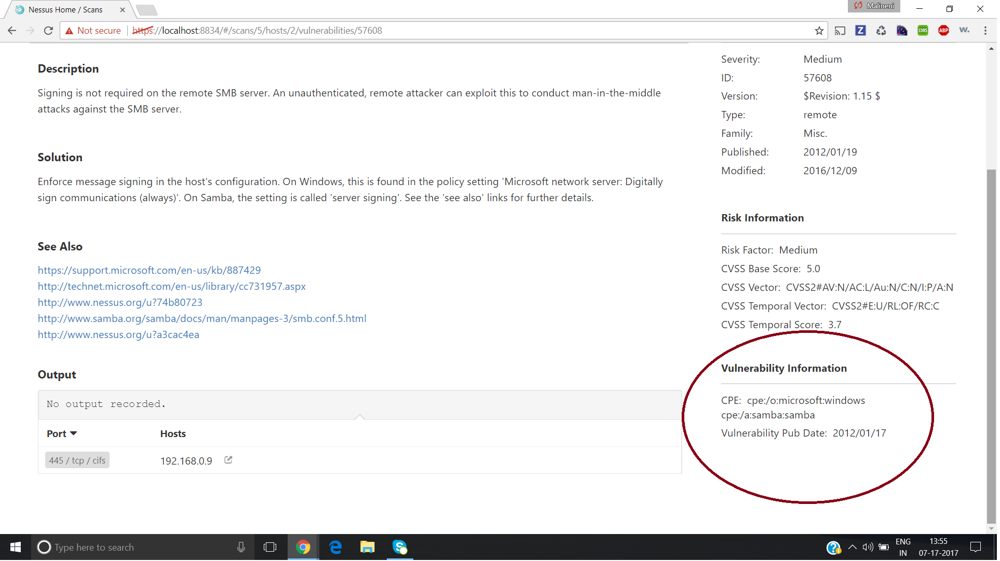 Nessus Home / Scans
Malineni
Not secure
https://localhost:8834/#/scans/5/hosts/2/vulnerabilities/57608
Z
CORS
ABP
w.
Description
Signing is not required on the remote SMB server. An unauthenticated, remote attacker can exploit this to conduct man-in-the-middle
attacks against the SMB server.
Solution
Enforce message signing in the host's configuration. On Windows, this is found in the policy setting 'Microsoft network server: Digitally
sign communications (always)'. On Samba, the setting is called 'server signing'. See the 'see also' links for further details.
See Also
https://support.microsoft.com/en-us/kb/887429
http://technet.microsoft.com/en-us/library/cc731957.aspx
http://www.nessus.org/u?74b80723
http://www.samba.org/samba/docs/man/manpages-3/smb.conf.5.html
http://www.nessus.org/u?a3cac4ea
Output
No output recorded.
Port Hosts
445 / tcp / cifs 192.168.0.9
Severity: Medium
ID: 57608
Version: $Revision: 1.15 $
Type: remote
Family: Misc.
Published: 2012/01/19
Modified: 2016/12/09
Risk Information
Risk Factor: Medium
CVSS Base Score: 5.0
CVSS Vector: CVSS2#AV:N/AC:L/Au:N/C:N/I:P/A:N
CVSS Temporal Vector: CVSS2#E:U/RL:OF/RC:C
CVSS Temporal Score: 3.7
Vulnerability Information
CPE: cpe:/o:microsoft:windows
cpe:/a:samba:samba
Vulnerability Pub Date: 2012/01/17
Type here to search
ENG
IN
13:55
07-17-2017